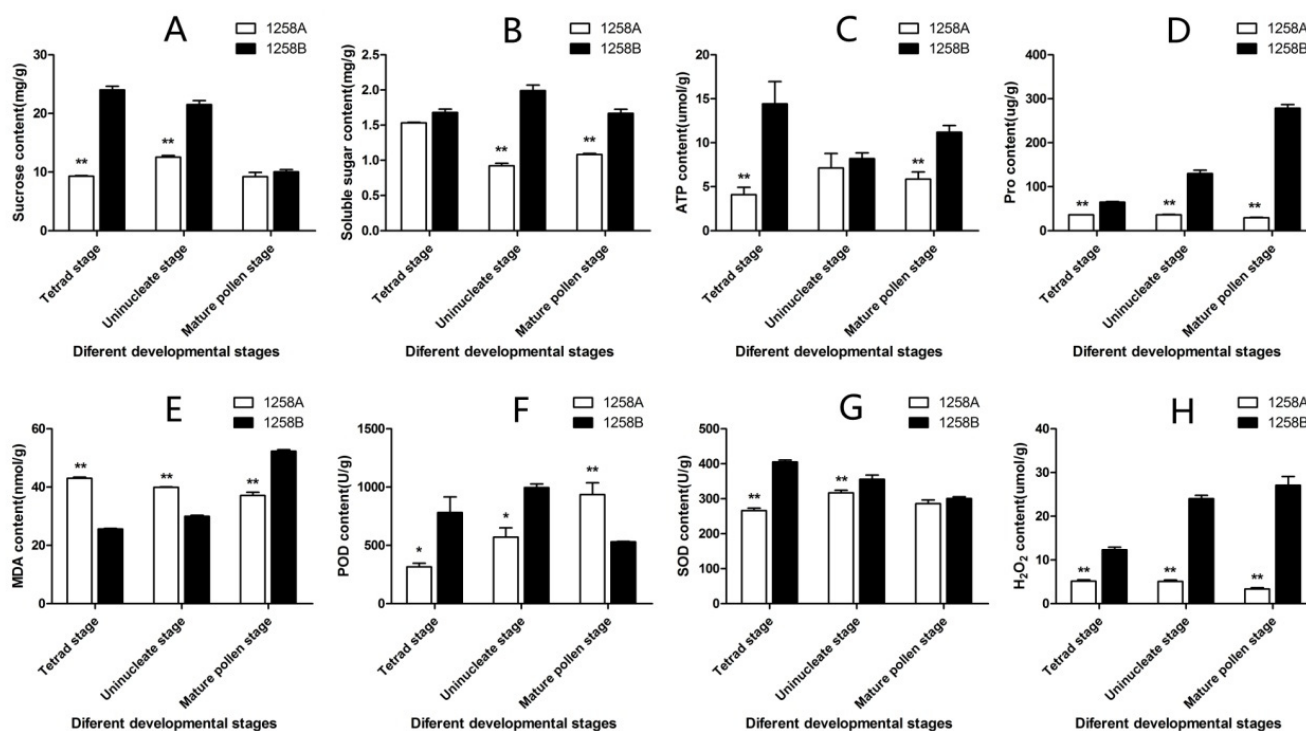 A
1258A
1258B
Sucrose content(mg/g)
30
20
10
0
**
**
Tetrad stage
Uninucleate stage
Mature pollen stage
Diferent developmental stages
B
1258A
1258B
Soluble sugar content(mg/g)
2.5
2.0
1.5
1.0
0.5
0.0
**
**
Tetrad stage
Uninucleate stage
Mature pollen stage
Diferent developmental stages
C
1258A
1258B
ATP content(umol/g)
20
15
10
5
0
**
**
Tetrad stage
Uninucleate stage
Mature pollen stage
Diferent developmental stages
D
1258A
1258B
Pro content(ug/g)
400
300
200
100
0
**
**
**
Tetrad stage
Uninucleate stage
Mature pollen stage
Diferent developmental stages
E
1258A
1258B
MDA content(nmol/g)
60
40
20
0
**
**
**
Tetrad stage
Uninucleate stage
Mature pollen stage
Diferent developmental stages
F
1258A
1258B
POD content(U/g)
1500
1000
500
0
*
*
**
Tetrad stage
Uninucleate stage
Mature pollen stage
Diferent developmental stages
G
1258A
1258B
SOD content(U/g)
500
400
300
200
100
0
**
**
Tetrad stage
Uninucleate stage
Mature pollen stage
Diferent developmental stages
H
1258A
1258B
H₂O₂ content(umol/g)
40
30
20
10
0
**
**
**
Tetrad stage
Uninucleate stage
Mature pollen stage
Diferent developmental stages